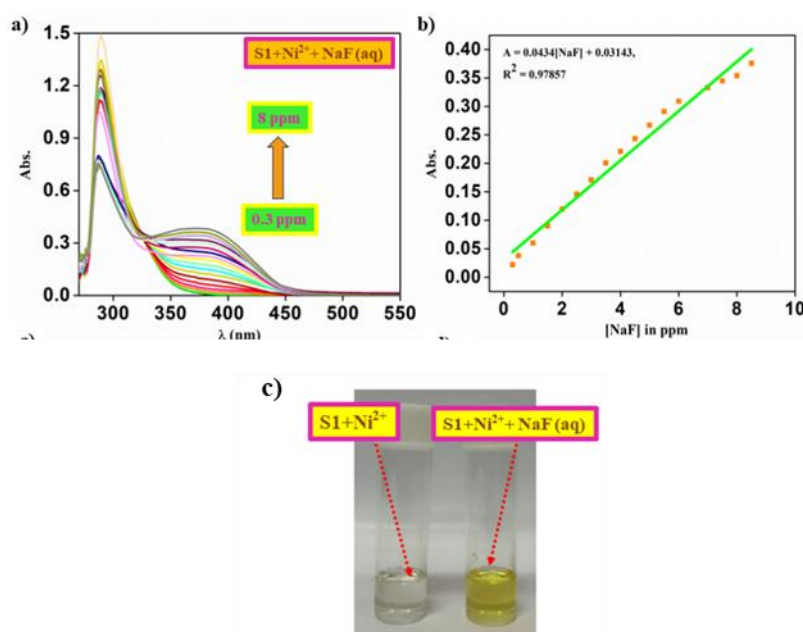 a)
S1+Ni²⁺+ NaF (aq)
8 ppm
0.3 ppm
Abs.
1.5
1.2
0.9
0.6
0.3
0.0
300
350
400
450
500
550
λ (nm)
b)
A = 0.0434[NaF] + 0.03143,
R² = 0.97857
Abs.
0.40
0.35
0.30
0.25
0.20
0.15
0.10
0.05
0.00
0
2
4
6
8
10
[NaF] in ppm
c)
S1+Ni²⁺
S1+Ni²⁺+ NaF (aq)